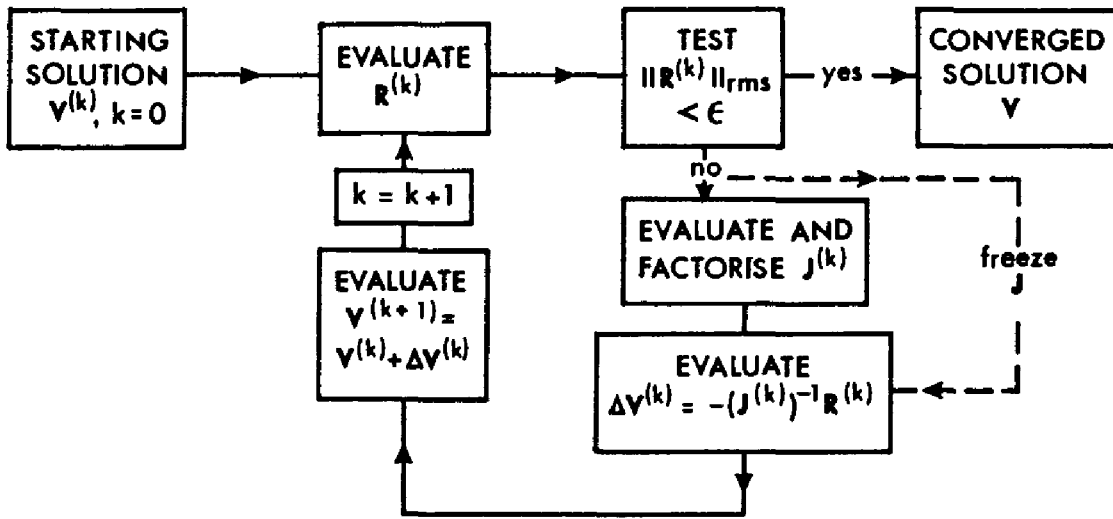 STARTING
SOLUTION
V^(k), k=0
EVALUATE
R^(k)
TEST
||R^(k)||rms
< ϵ
yes
CONVERGED
SOLUTION
V
no
k = k+1
EVALUATE AND
FACTORISE J^(k)
freeze
J
EVALUATE
V^(k+1) =
V^(k) + ΔV^(k)
EVALUATE
ΔV^(k) = -(J^(k))^-1 R^(k)